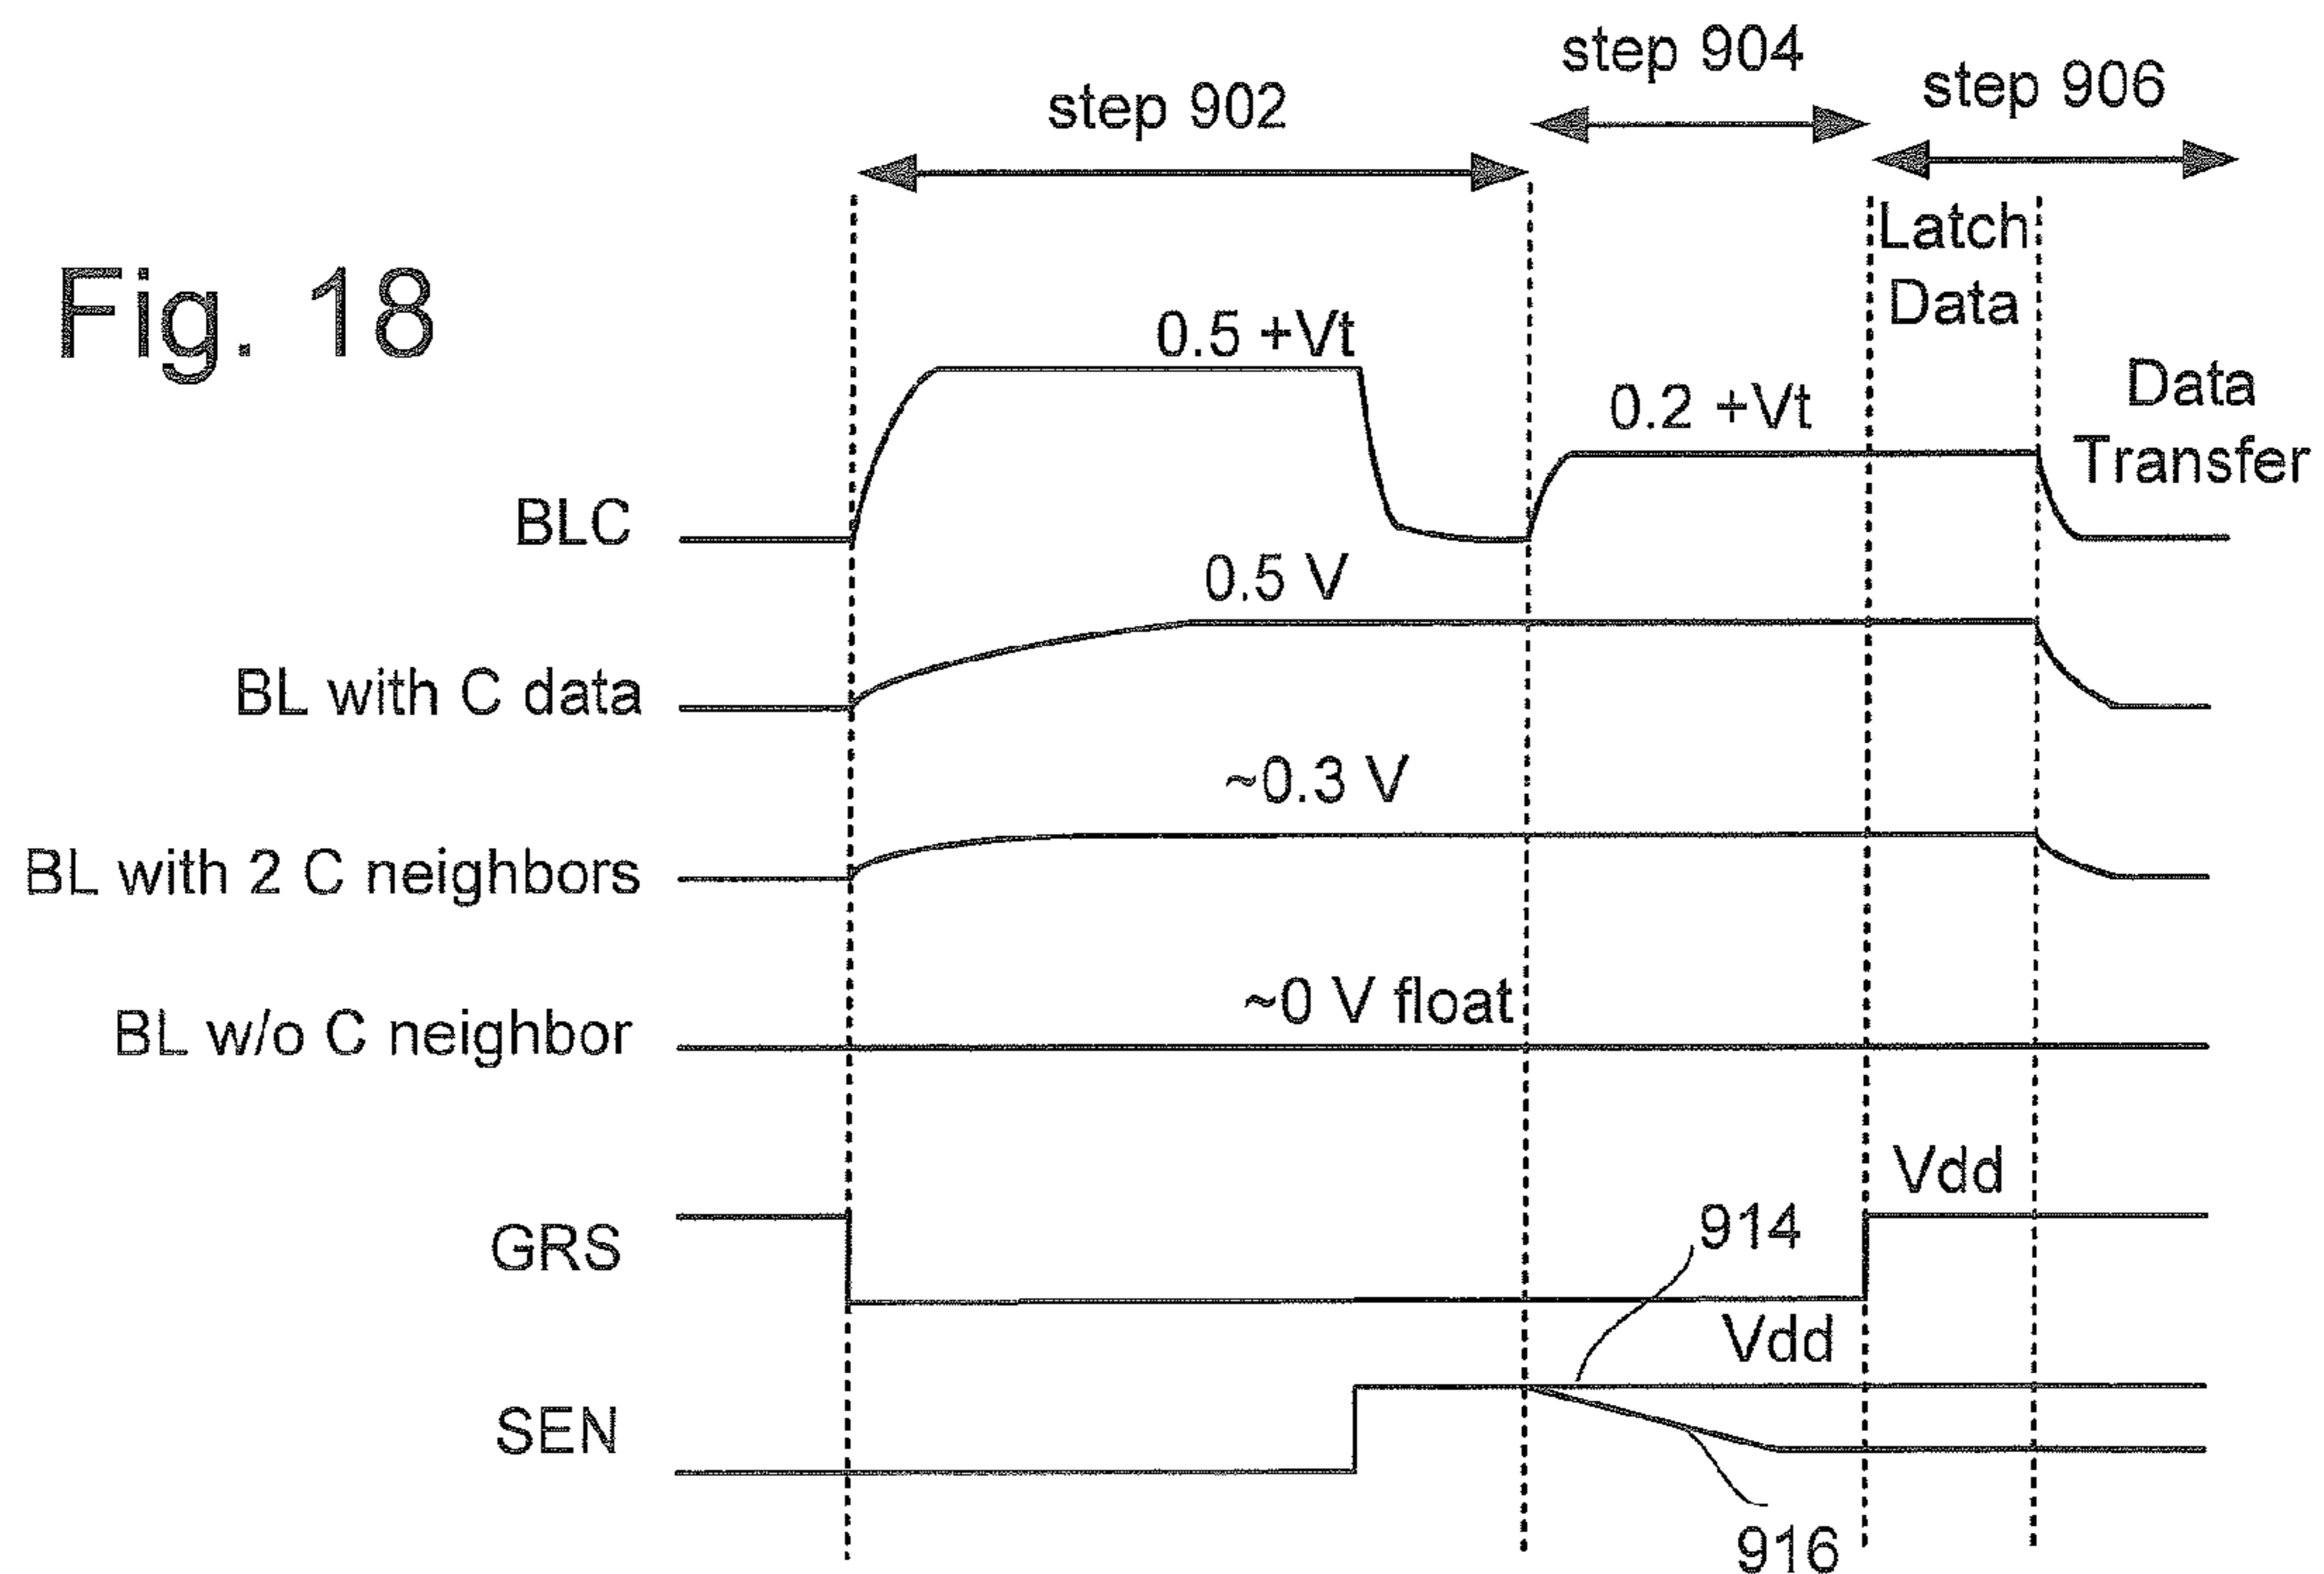 step 902
step 904
step 906
Fig. 18
Latch
Data
Data
Transfer
0.5 +Vt
0.2 +Vt
BLC
0.5 V
BL with C data
~0.3 V
BL with 2 C neighbors
~0 V float
BL w/o C neighbor
Vdd
GRS
914
Vdd
SEN
916